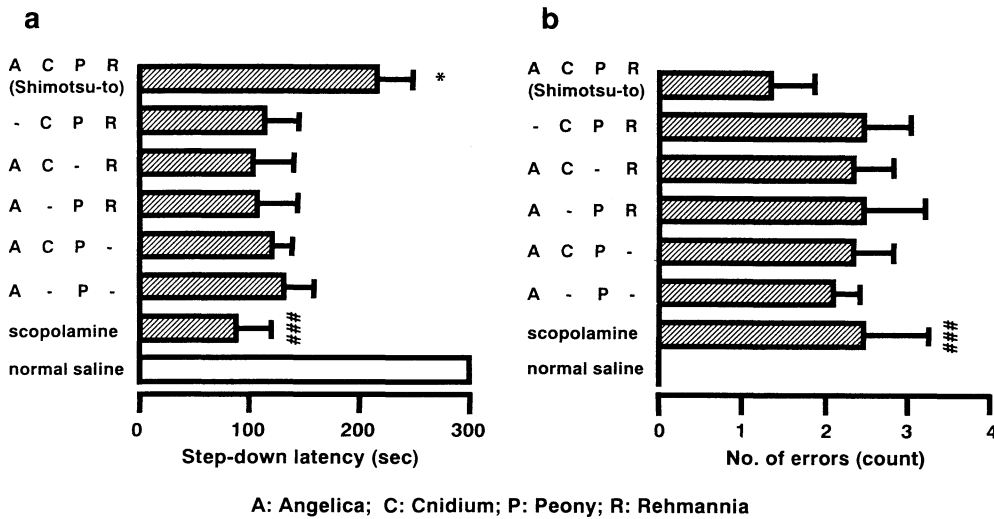 a
A C P R
(Shimotsu-to)
*
- C P R
A C - R
A - P R
A C P -
A - P -
scopolamine
###
normal saline
0 100 200 300
Step-down latency (sec)
b
A C P R
(Shimotsu-to)
- C P R
A C - R
A - P R
A C P -
A - P -
scopolamine
###
normal saline
0 1 2 3 4
No. of errors (count)
A: Angelica; C: Cnidium; P: Peony; R: Rehmannia